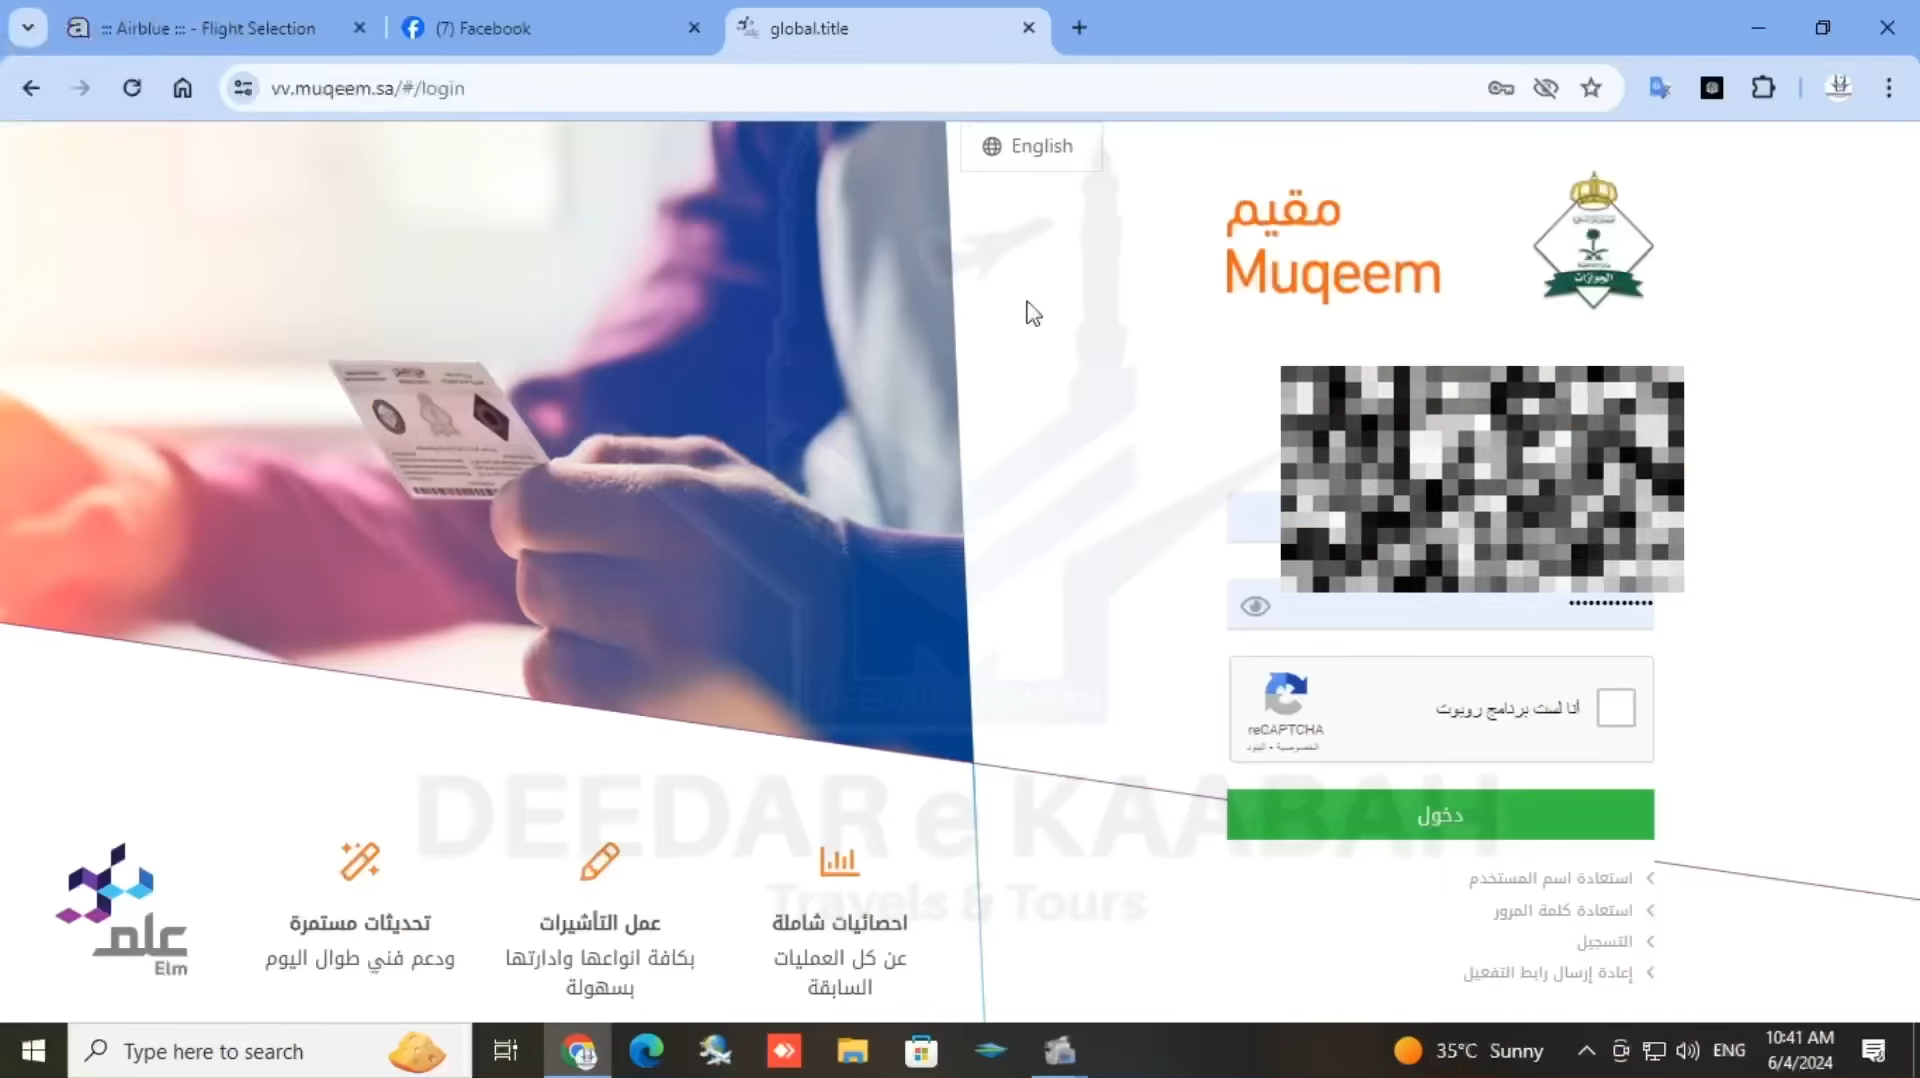 ::: Airblue ::: - Flight Selection
(7) Facebook
global.title
vv.muqeem.sa/#/login
English
مقيم
Muqeem
الجوازات
أنا لست برنامج روبوت
reCAPTCHA
الخصوصية - البنود
دخول
استعادة اسم المستخدم
استعادة كلمة المرور
التسجيل
إعادة إرسال رابط التفعيل
DEEDAR e KAABAH
Travels & Tours
احصائيات شاملة
عن كل العمليات
السابقة
عمل التأشيرات
بكافة انواعها وادارتها
بسهولة
تحديثات مستمرة
ودعم فني طوال اليوم
علم
Elm
Type here to search
35°C Sunny
ENG
10:41 AM
6/4/2024